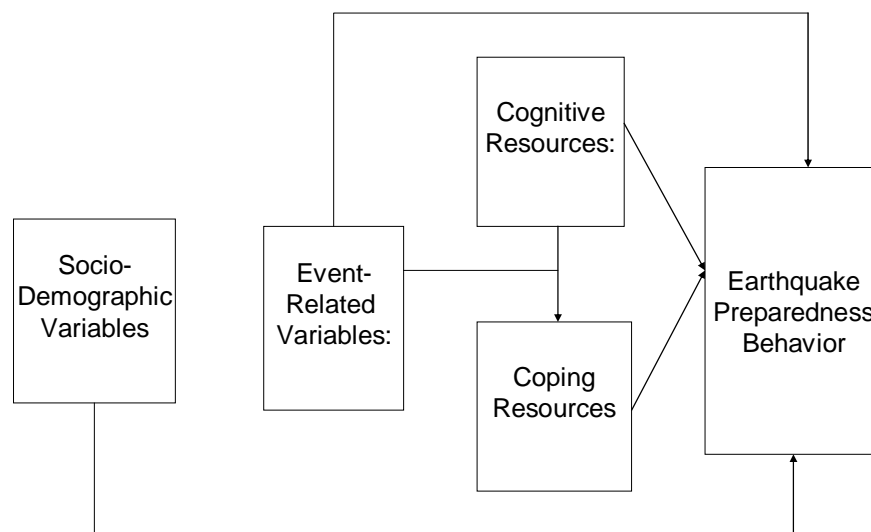 Socio-
Demographic
Variables
Event-
Related
Variables:
Cognitive
Resources:
Coping
Resources
Earthquake
Preparedness
Behavior